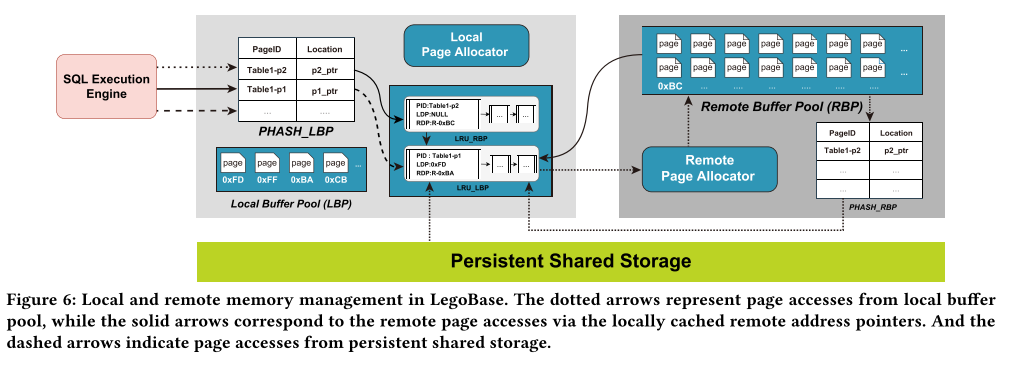 SQL Execution
Engine
PageID Location
Table1-p2 p2_ptr
Table1-p1 p1_ptr
.... ....
PHASH_LBP
page page page page ...
0xFD 0xFF 0xBA 0xCB
Local Buffer Pool (LBP)
Local
Page Allocator
PID:Table1-p2
LDP:NULL
RDP:R-0xBC
... ...
LRU_RBP
PID : Table1-p1
LDP:0xFD
RDP:R-0xBA
... ...
LRU_LBP
page page page page page page page ...
page page page page page page page ...
0xBC .... .... .... .... .... ....
Remote Buffer Pool (RBP)
Remote
Page Allocator
PageID Location
Table1-p2 p2_ptr
... ...
... ...
PHASH_RBP
Persistent Shared Storage
Figure 6: Local and remote memory management in LegoBase. The dotted arrows represent page accesses from local buffer
pool, while the solid arrows correspond to the remote page accesses via the locally cached remote address pointers. And the
dashed arrows indicate page accesses from persistent shared storage.